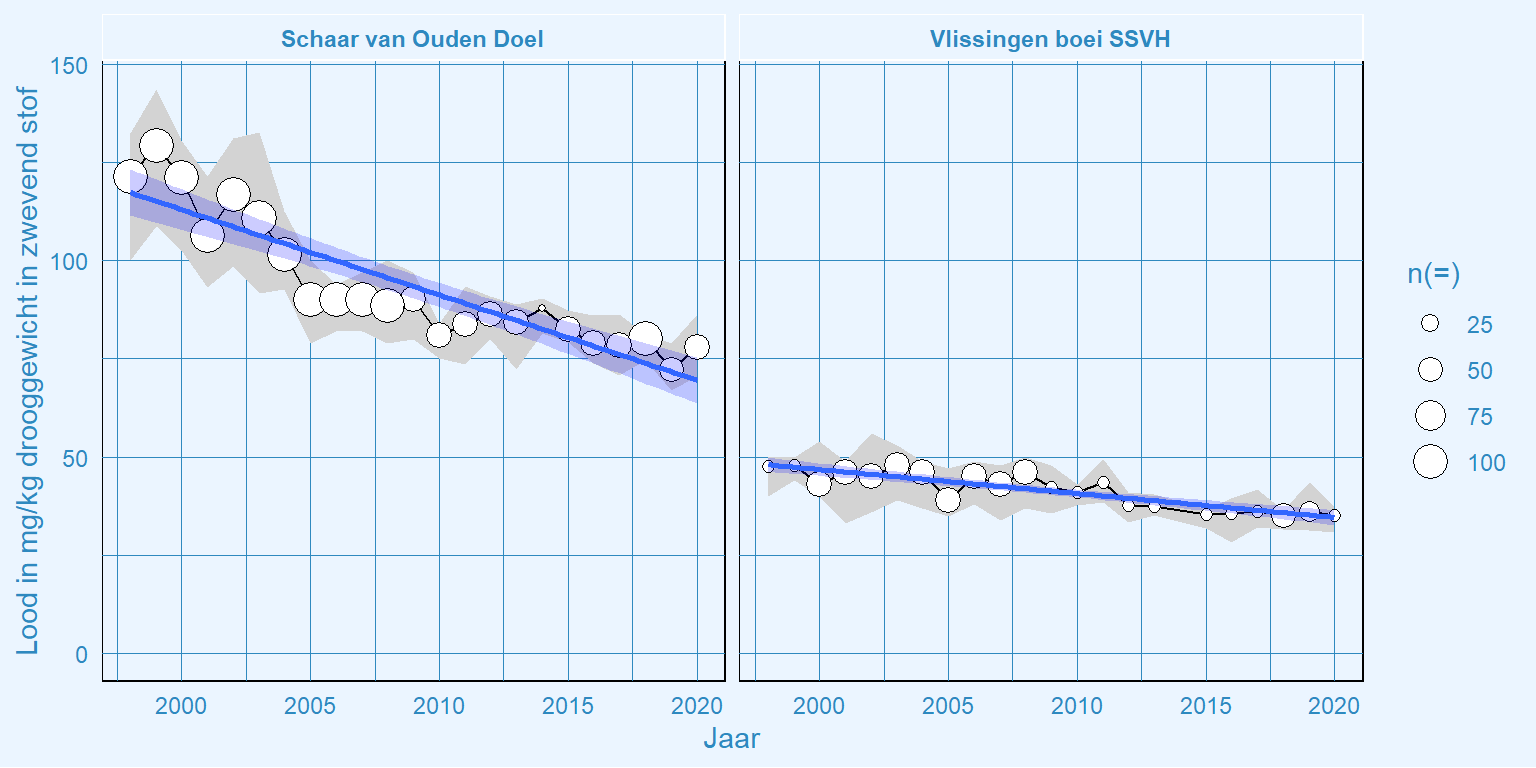 Schaar van Ouden Doel
Vlissingen boei SSVH
Lood in mg/kg drooggewicht in zwevend stof
150
100
50
0
2000 2005 2010 2015 2020
2000 2005 2010 2015 2020
Jaar
n(=)
25
50
75
100